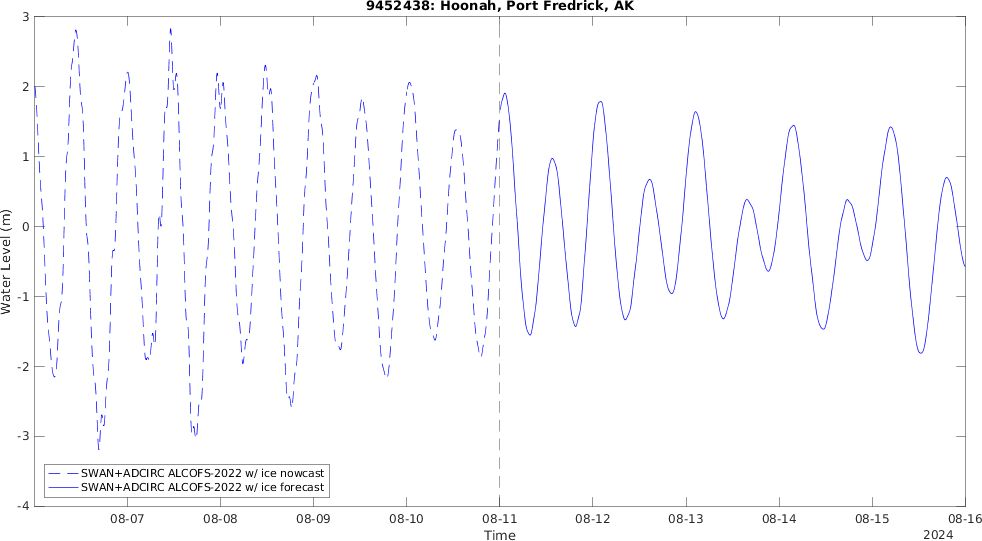 9452438: Hoonah, Port Fredrick, AK
3
2
1
0
-1
-2
-3
-4
Water Level (m)
SWAN+ADCIRC ALCOFS-2022 w/ ice nowcast
SWAN+ADCIRC ALCOFS-2022 w/ ice forecast
08-07 08-08 08-09 08-10 08-11 08-12 08-13 08-14 08-15 08-16
Time
2024